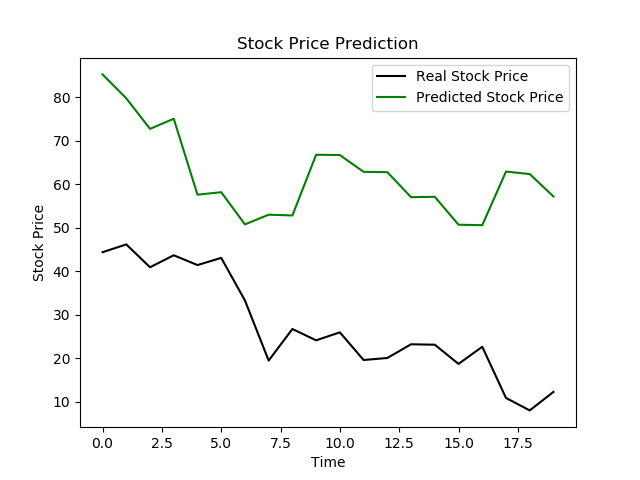 Stock Price Prediction
Real Stock Price
Predicted Stock Price
Stock Price
80
70
60
50
40
30
20
10
0.0 2.5 5.0 7.5 10.0 12.5 15.0 17.5
Time